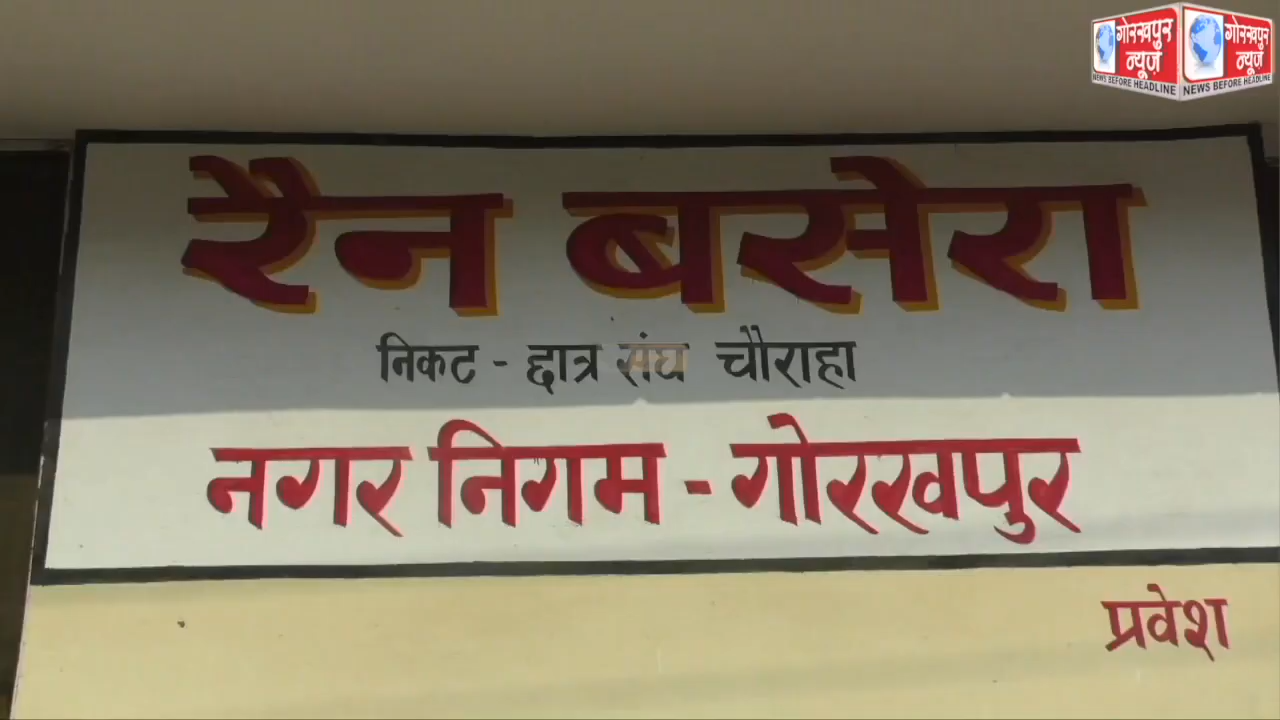 गोरखपुर
न्यूज़
NEWS BEFORE HEADLINE
गोरखपुर
न्यूज़
NEWS BEFORE HEADLINE
रैन बसेरा
निकट - छात्र संघ चौराहा
नगर निगम - गोरखपुर
प्रवेश